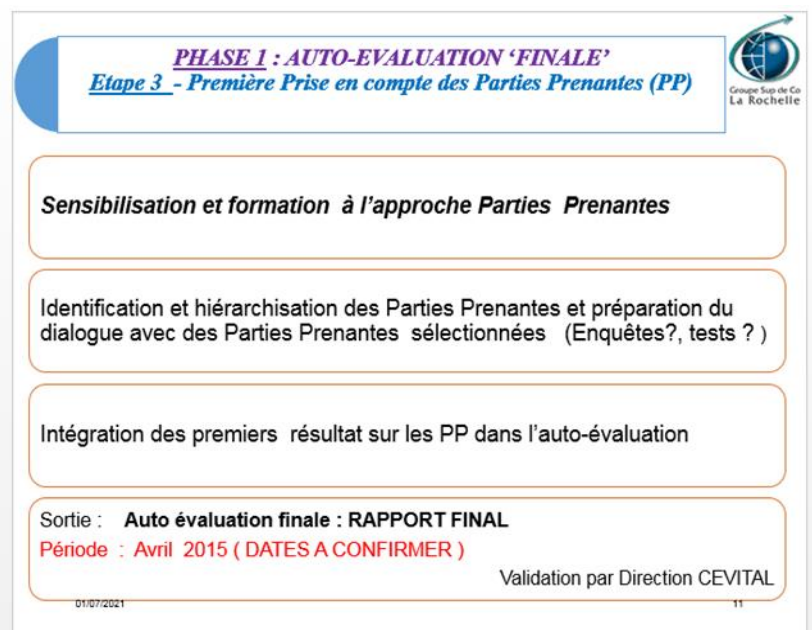 PHASE 1 : AUTO-EVALUATION ‘FINALE’
Etape 3 - Première Prise en compte des Parties Prenantes (PP)
Groupe Sup de Co
La Rochelle
Sensibilisation et formation à l’approche Parties Prenantes
Identification et hiérarchisation des Parties Prenantes et préparation du
dialogue avec des Parties Prenantes sélectionnées (Enquêtes?, tests ? )
Intégration des premiers résultat sur les PP dans l’auto-évaluation
Sortie : Auto évaluation finale : RAPPORT FINAL
Période : Avril 2015 ( DATES A CONFIRMER )
Validation par Direction CEVITAL
01/07/2021
11